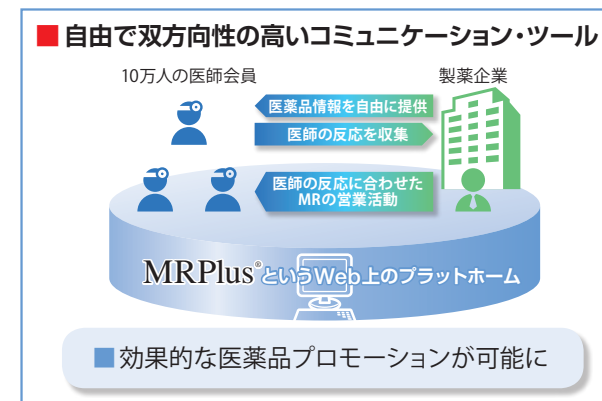 ■自由で双方向性の高いコミュニケーション・ツール
10万人の医師会員
製薬企業
医薬品情報を自由に提供
医師の反応を収集
医師の反応に合わせた
MRの営業活動
MRPlus®というWeb上のプラットホーム
■効果的な医薬品プロモーションが可能に